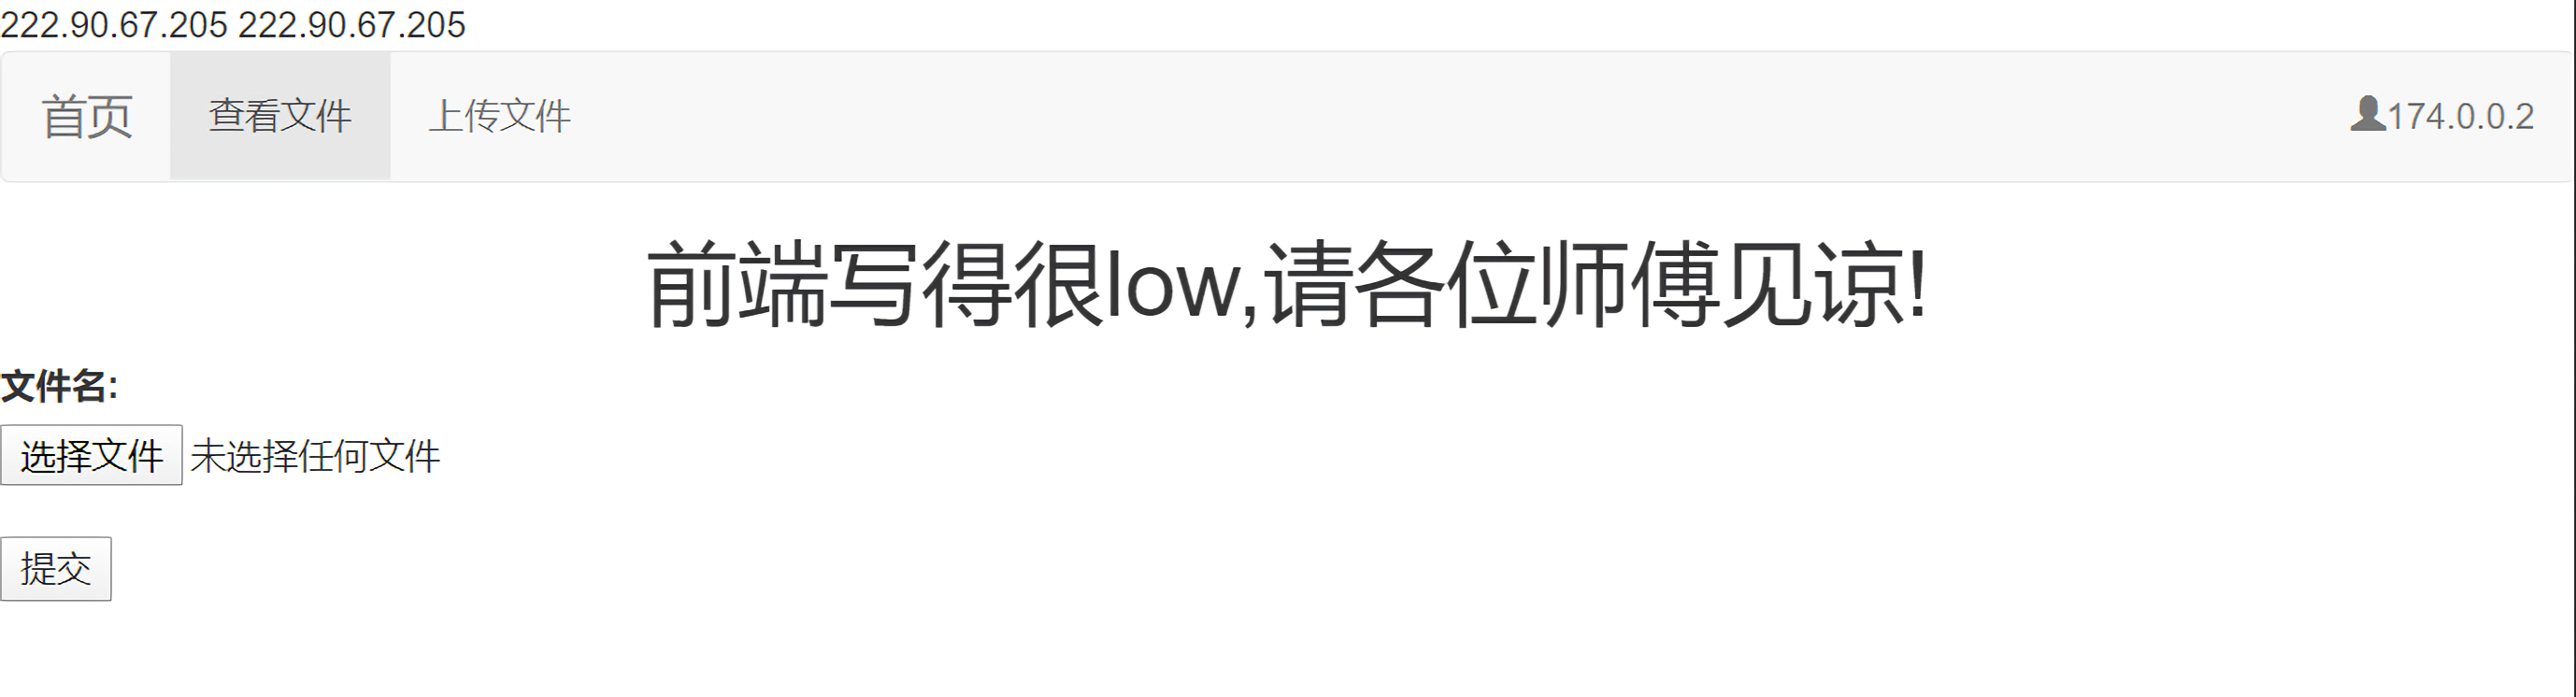 222.90.67.205 222.90.67.205
首页 查看文件 上传文件 174.0.0.2
前端写得很low,请各位师傅见谅!
文件名:
选择文件 未选择任何文件
提交